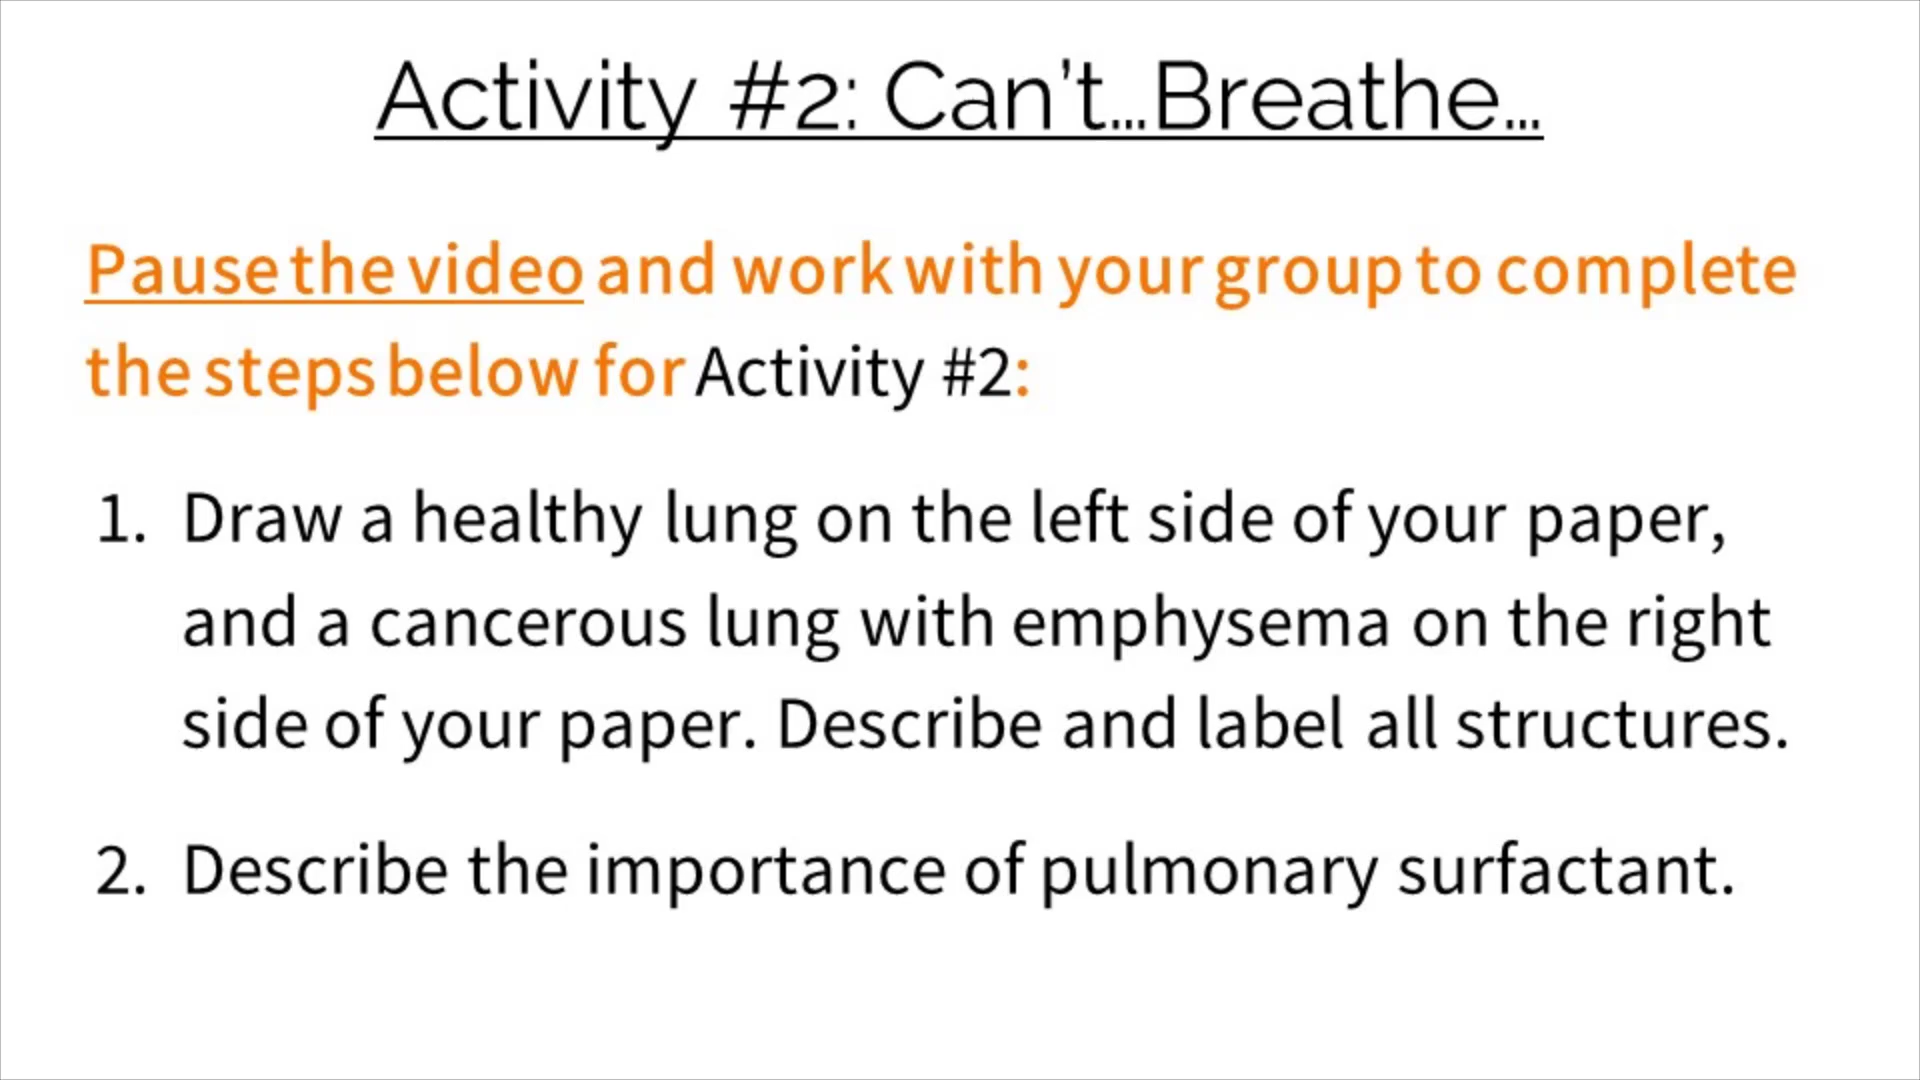 Activity #2: Can't...Breathe...
Pause the video and work with your group to complete
the steps below for Activity #2:
1. Draw a healthy lung on the left side of your paper,
and a cancerous lung with emphysema on the right
side of your paper. Describe and label all structures.
2. Describe the importance of pulmonary surfactant.